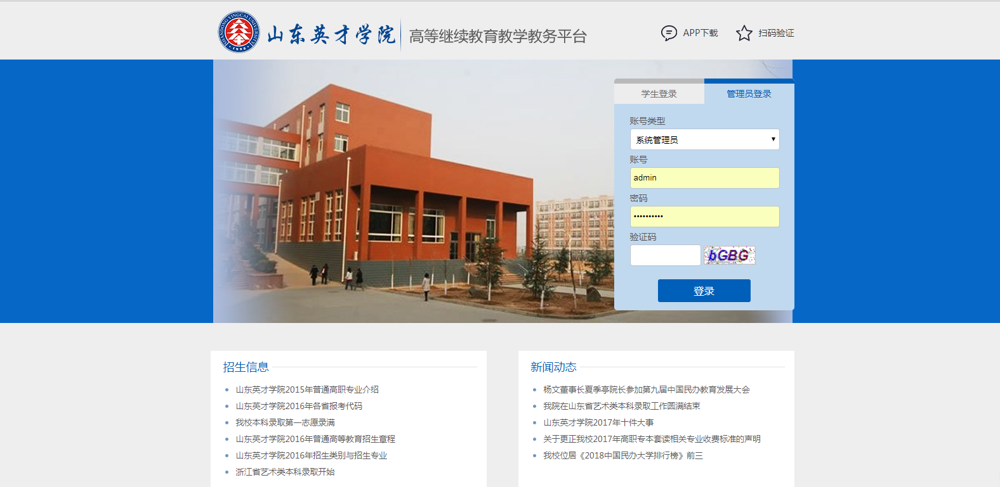 SHANDONG YINGCAI UNIVERSITY
1998
山东英才学院
高等继续教育教学教务平台
APP下载
扫码验证
学生登录
管理员登录
账号类型
系统管理员
账号
admin
密码
••••••••••
验证码
bGBG
登录
招生信息
山东英才学院2015年普通高职专业介绍
山东英才学院2016年各省报考代码
我校本科录取第一志愿录满
山东英才学院2016年普通高等教育招生章程
山东英才学院2016年招生类别与招生专业
浙江省艺术类本科录取开始
新闻动态
杨文董事长夏季亭院长参加第九届中国民办教育发展大会
我院在山东省艺术类本科录取工作圆满结束
山东英才学院2017年十件大事
关于更正我校2017年高职专本套读相关专业收费标准的声明
我校位居《2018中国民办大学排行榜》前三